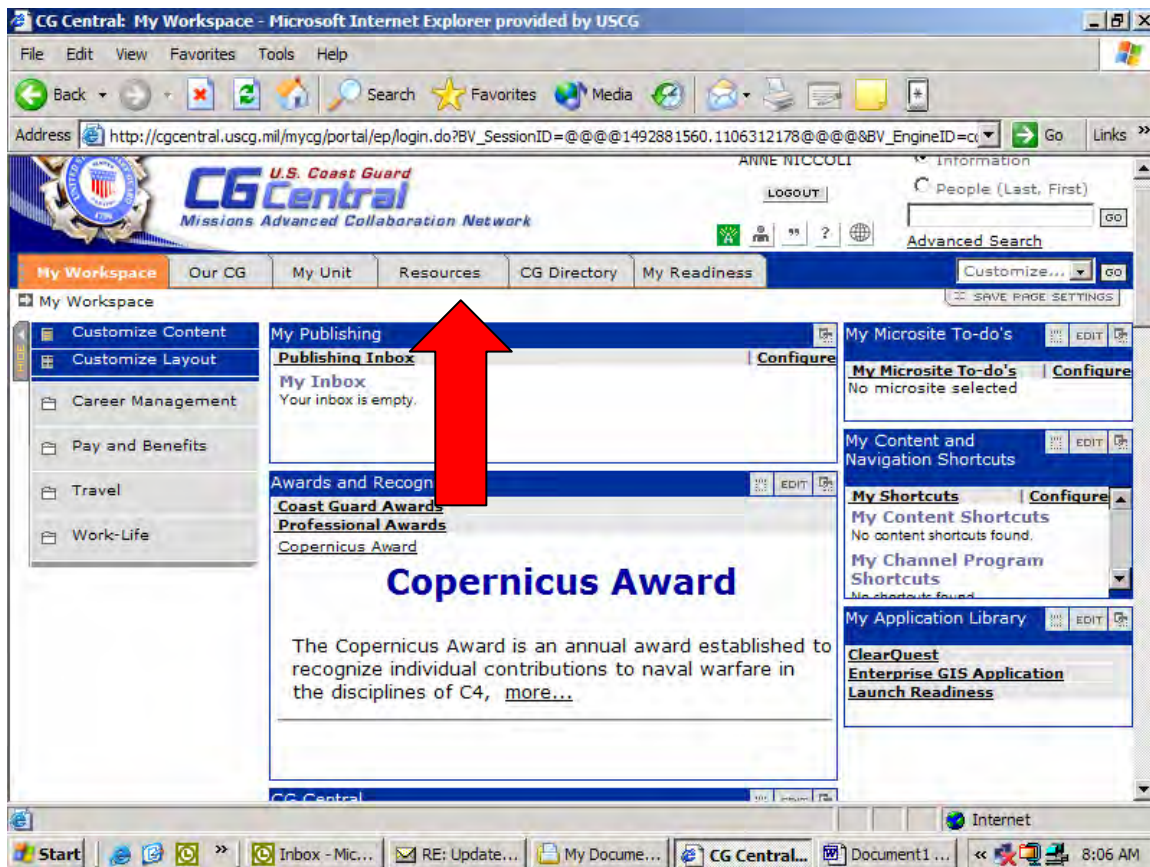 CG Central: My Workspace - Microsoft Internet Explorer provided by USCG
File Edit View Favorites Tools Help
Back Search Favorites Media
Address http://cgcentral.uscg.mil/mycg/portal/ep/login.do?BV_SessionID=@@@@1492881560.1106312178@@@@&BV_EngineID=cc Go Links »
U.S. Coast Guard
CG Central
Missions Advanced Collaboration Network
ANNE NICCOLI
LOGOUT
Information
People (Last, First)
GO
Advanced Search
My Workspace Our CG My Unit Resources CG Directory My Readiness Customize... GO
My Workspace
SAVE PAGE SETTINGS
HIDE
Customize Content
Customize Layout
Career Management
Pay and Benefits
Travel
Work-Life
My Publishing
Publishing Inbox | Configure
My Inbox
Your inbox is empty.
Awards and Recogn EDIT
Coast Guard Awards
Professional Awards
Copernicus Award
Copernicus Award
The Copernicus Award is an annual award established to
recognize individual contributions to naval warfare in
the disciplines of C4, more...
CG Central EDIT
My Microsite To-do's EDIT
My Microsite To-do's | Configure
No microsite selected
My Content and EDIT
Navigation Shortcuts
My Shortcuts | Configure
My Content Shortcuts
No content shortcuts found.
My Channel Program
Shortcuts
No shortcuts found
My Application Library EDIT
ClearQuest
Enterprise GIS Application
Launch Readiness
Internet
Start » Inbox - Mic... RE: Update... My Docume... CG Central... Document1 ... « 8:06 AM